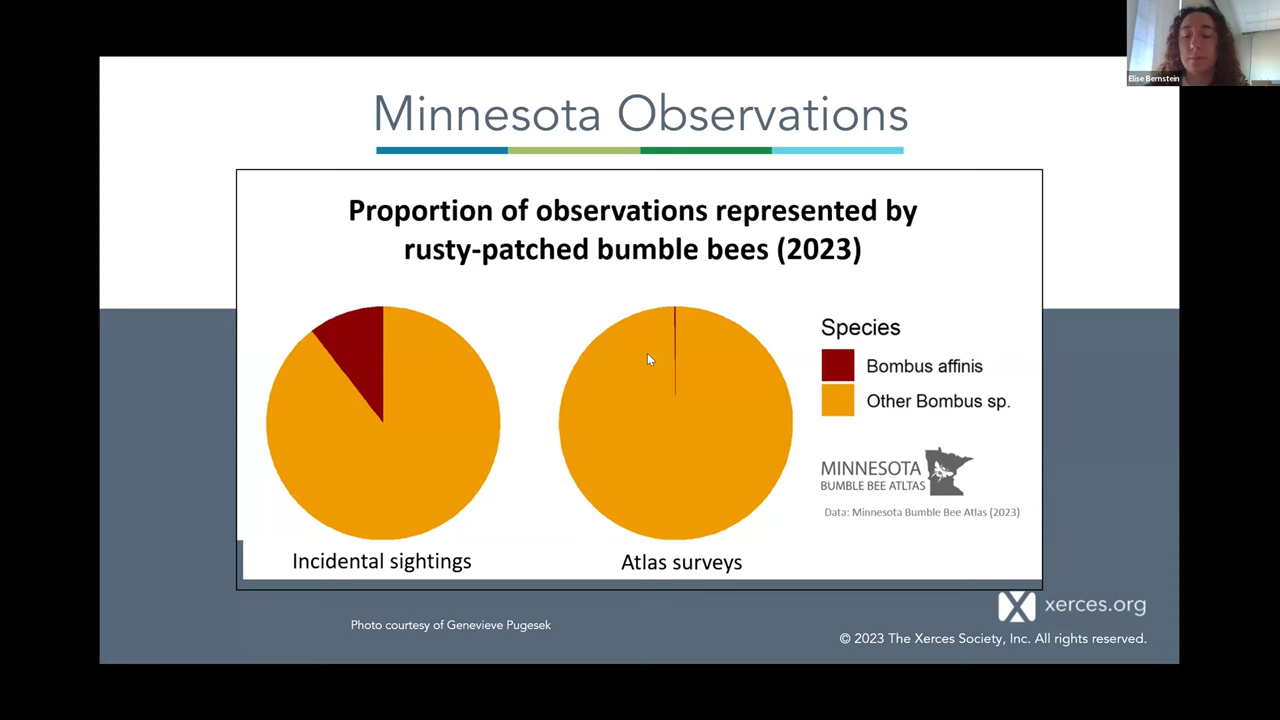 Elise Bernstein
Minnesota Observations
Proportion of observations represented by
rusty-patched bumble bees (2023)
Species
Bombus affinis
Other Bombus sp.
MINNESOTA
BUMBLE BEE ATLTAS
Data: Minnesota Bumble Bee Atlas (2023)
Incidental sightings
Atlas surveys
xerces.org
Photo courtesy of Genevieve Pugesek
© 2023 The Xerces Society, Inc. All rights reserved.